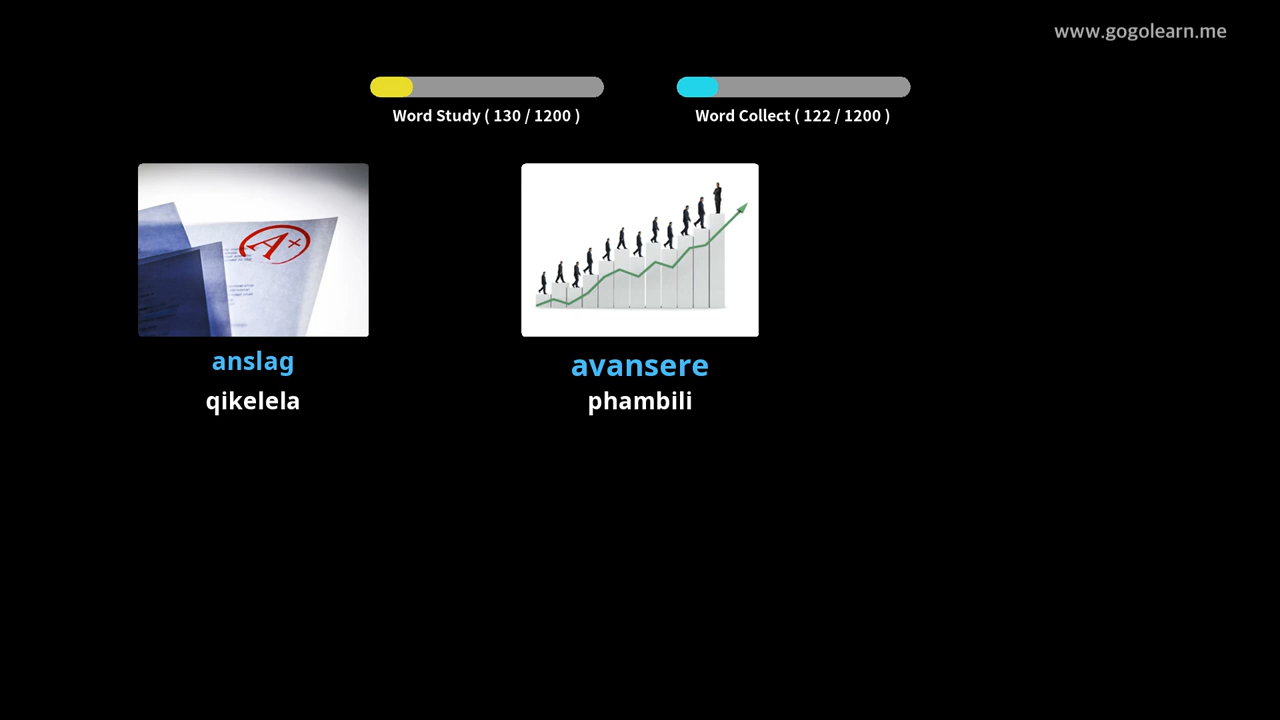 www.gogolearn.me
Word Study ( 130 / 1200 )
Word Collect ( 122 / 1200 )
A+
anslag
avansere
qikelela
phambili